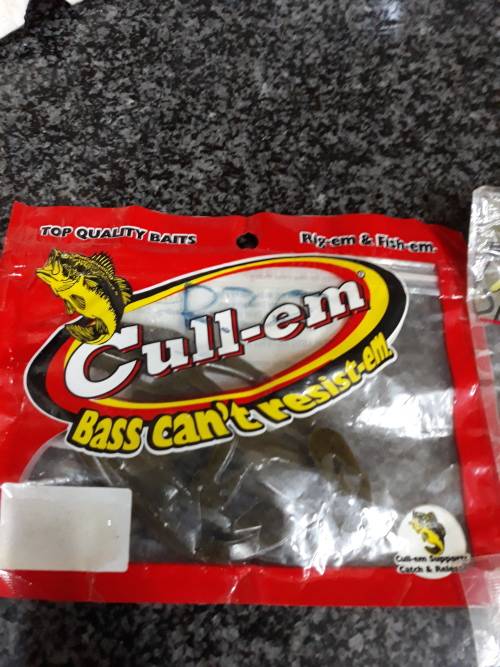 TOP QUALITY BAITS
Rig-em & Fish-em
Cull-em®
Bass can't resist-em.
Cull-em Supports
Catch & Release